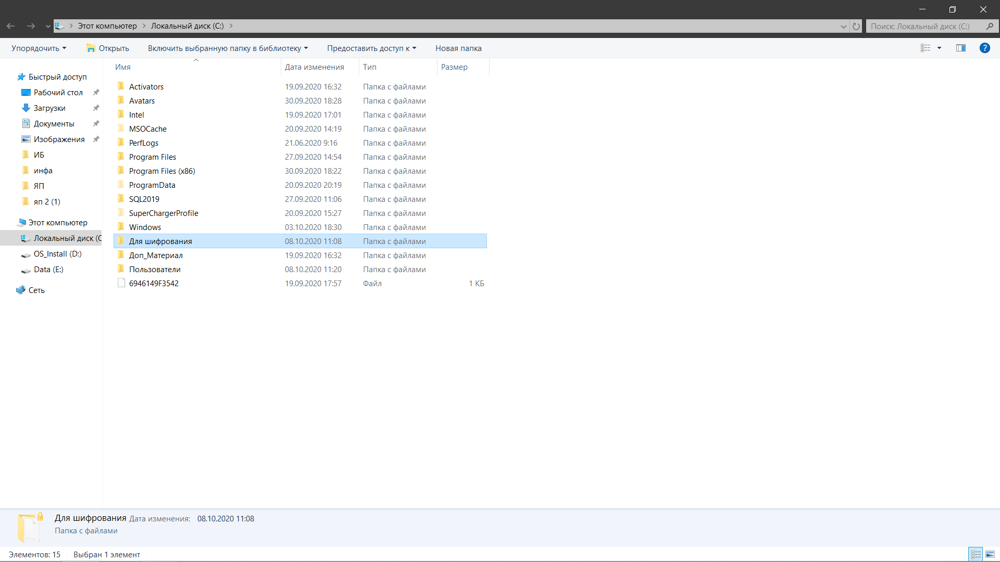 Этот компьютер Локальный диск (C:) Поиск: Локальный диск (C:)
Упорядочить Открыть Включить выбранную папку в библиотеку Предоставить доступ к Новая папка ?
Имя Дата изменения Тип Размер
Быстрый доступ
Рабочий стол
Загрузки
Документы
Изображения
ИБ
инфа
ЯП
яп 2 (1)
Этот компьютер
Локальный диск (C
OS_Install (D:)
Data (E:)
Сеть
Activators 19.09.2020 16:32 Папка с файлами
Avatars 30.09.2020 18:28 Папка с файлами
Intel 19.09.2020 17:01 Папка с файлами
MSOCache 20.09.2020 14:19 Папка с файлами
PerfLogs 21.06.2020 9:16 Папка с файлами
Program Files 27.09.2020 14:54 Папка с файлами
Program Files (x86) 30.09.2020 18:22 Папка с файлами
ProgramData 20.09.2020 20:19 Папка с файлами
SQL2019 27.09.2020 11:06 Папка с файлами
SuperChargerProfile 20.09.2020 15:27 Папка с файлами
Windows 03.10.2020 18:30 Папка с файлами
Для шифрования 08.10.2020 11:08 Папка с файлами
Доп_Материал 19.09.2020 16:32 Папка с файлами
Пользователи 08.10.2020 11:20 Папка с файлами
6946149F3542 19.09.2020 17:57 Файл 1 КБ
Для шифрования Дата изменения: 08.10.2020 11:08
Папка с файлами
Элементов: 15 Выбран 1 элемент